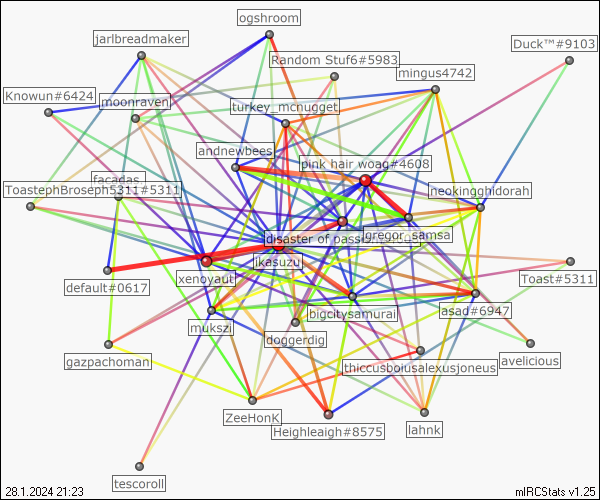 ogshroom
jarlbreadmaker
Duck™#9103
Random Stuf6#5983
mingus4742
Knowun#6424
moonraven
turkey_mcnugget
andnewbees
pink hair woag#4608
facadas
ToastephBroseph5311#5311
neokingghidorah
gregor_samsa
disaster of passi
ikasuzuj
xenoyaut
Toast#5311
default#0617
bigcitysamurai
asad#6947
mukszi
doggerdig
avelicious
gazpachoman
thiccusboiusalexusjoneus
ZeeHonK
Heighleaigh#8575
lahnk
tescoroll
28.1.2024 21:23
mIRCStats v1.25